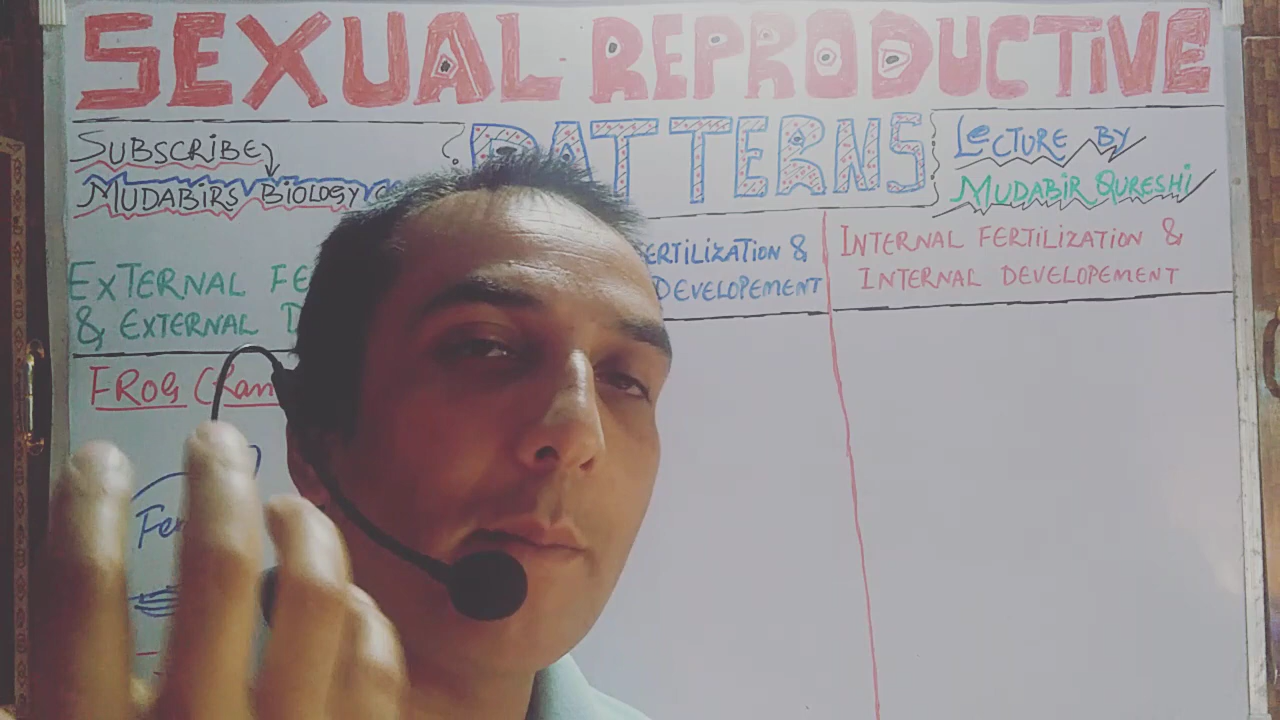 SEXUAL REPRODUCTIVE
PATTERNS
SUBSCRIBE
MUDABIRS BIOLOGY
LECTURE BY
MUDABIR QURESHI
EXTERNAL
& EXTERNAL
FERTILIZATION &
DEVELOPEMENT
INTERNAL FERTILIZATION &
INTERNAL DEVELOPEMENT
FROG